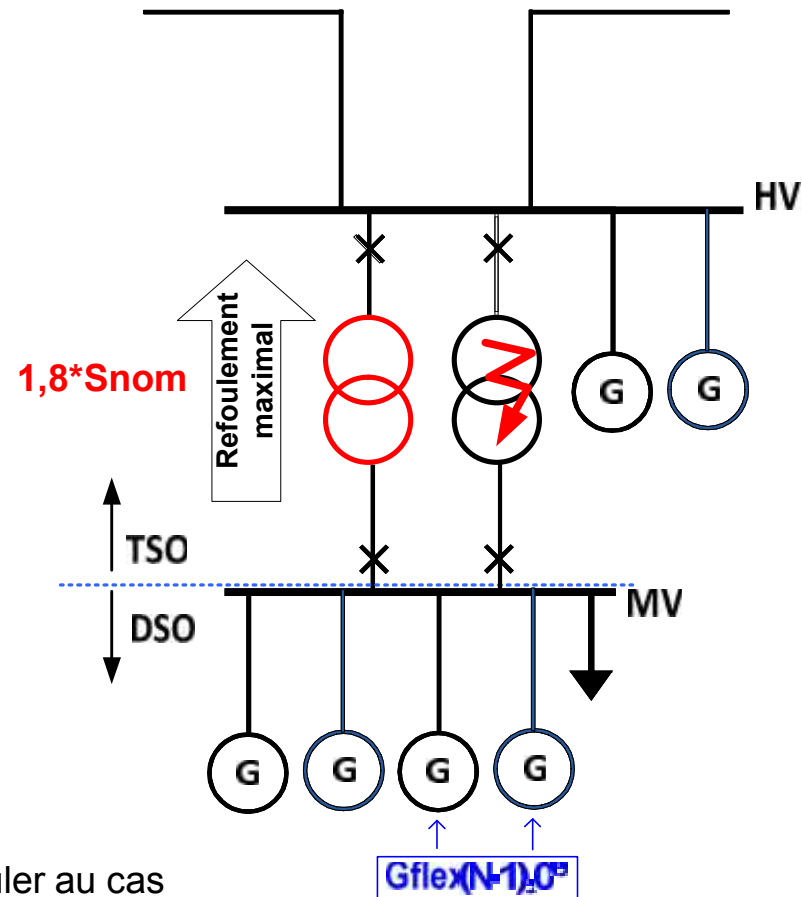 HV
Refoulement
maximal
1,8*Snom
G
G
TSO
DSO
MV
G
G
G
G
uler au cas